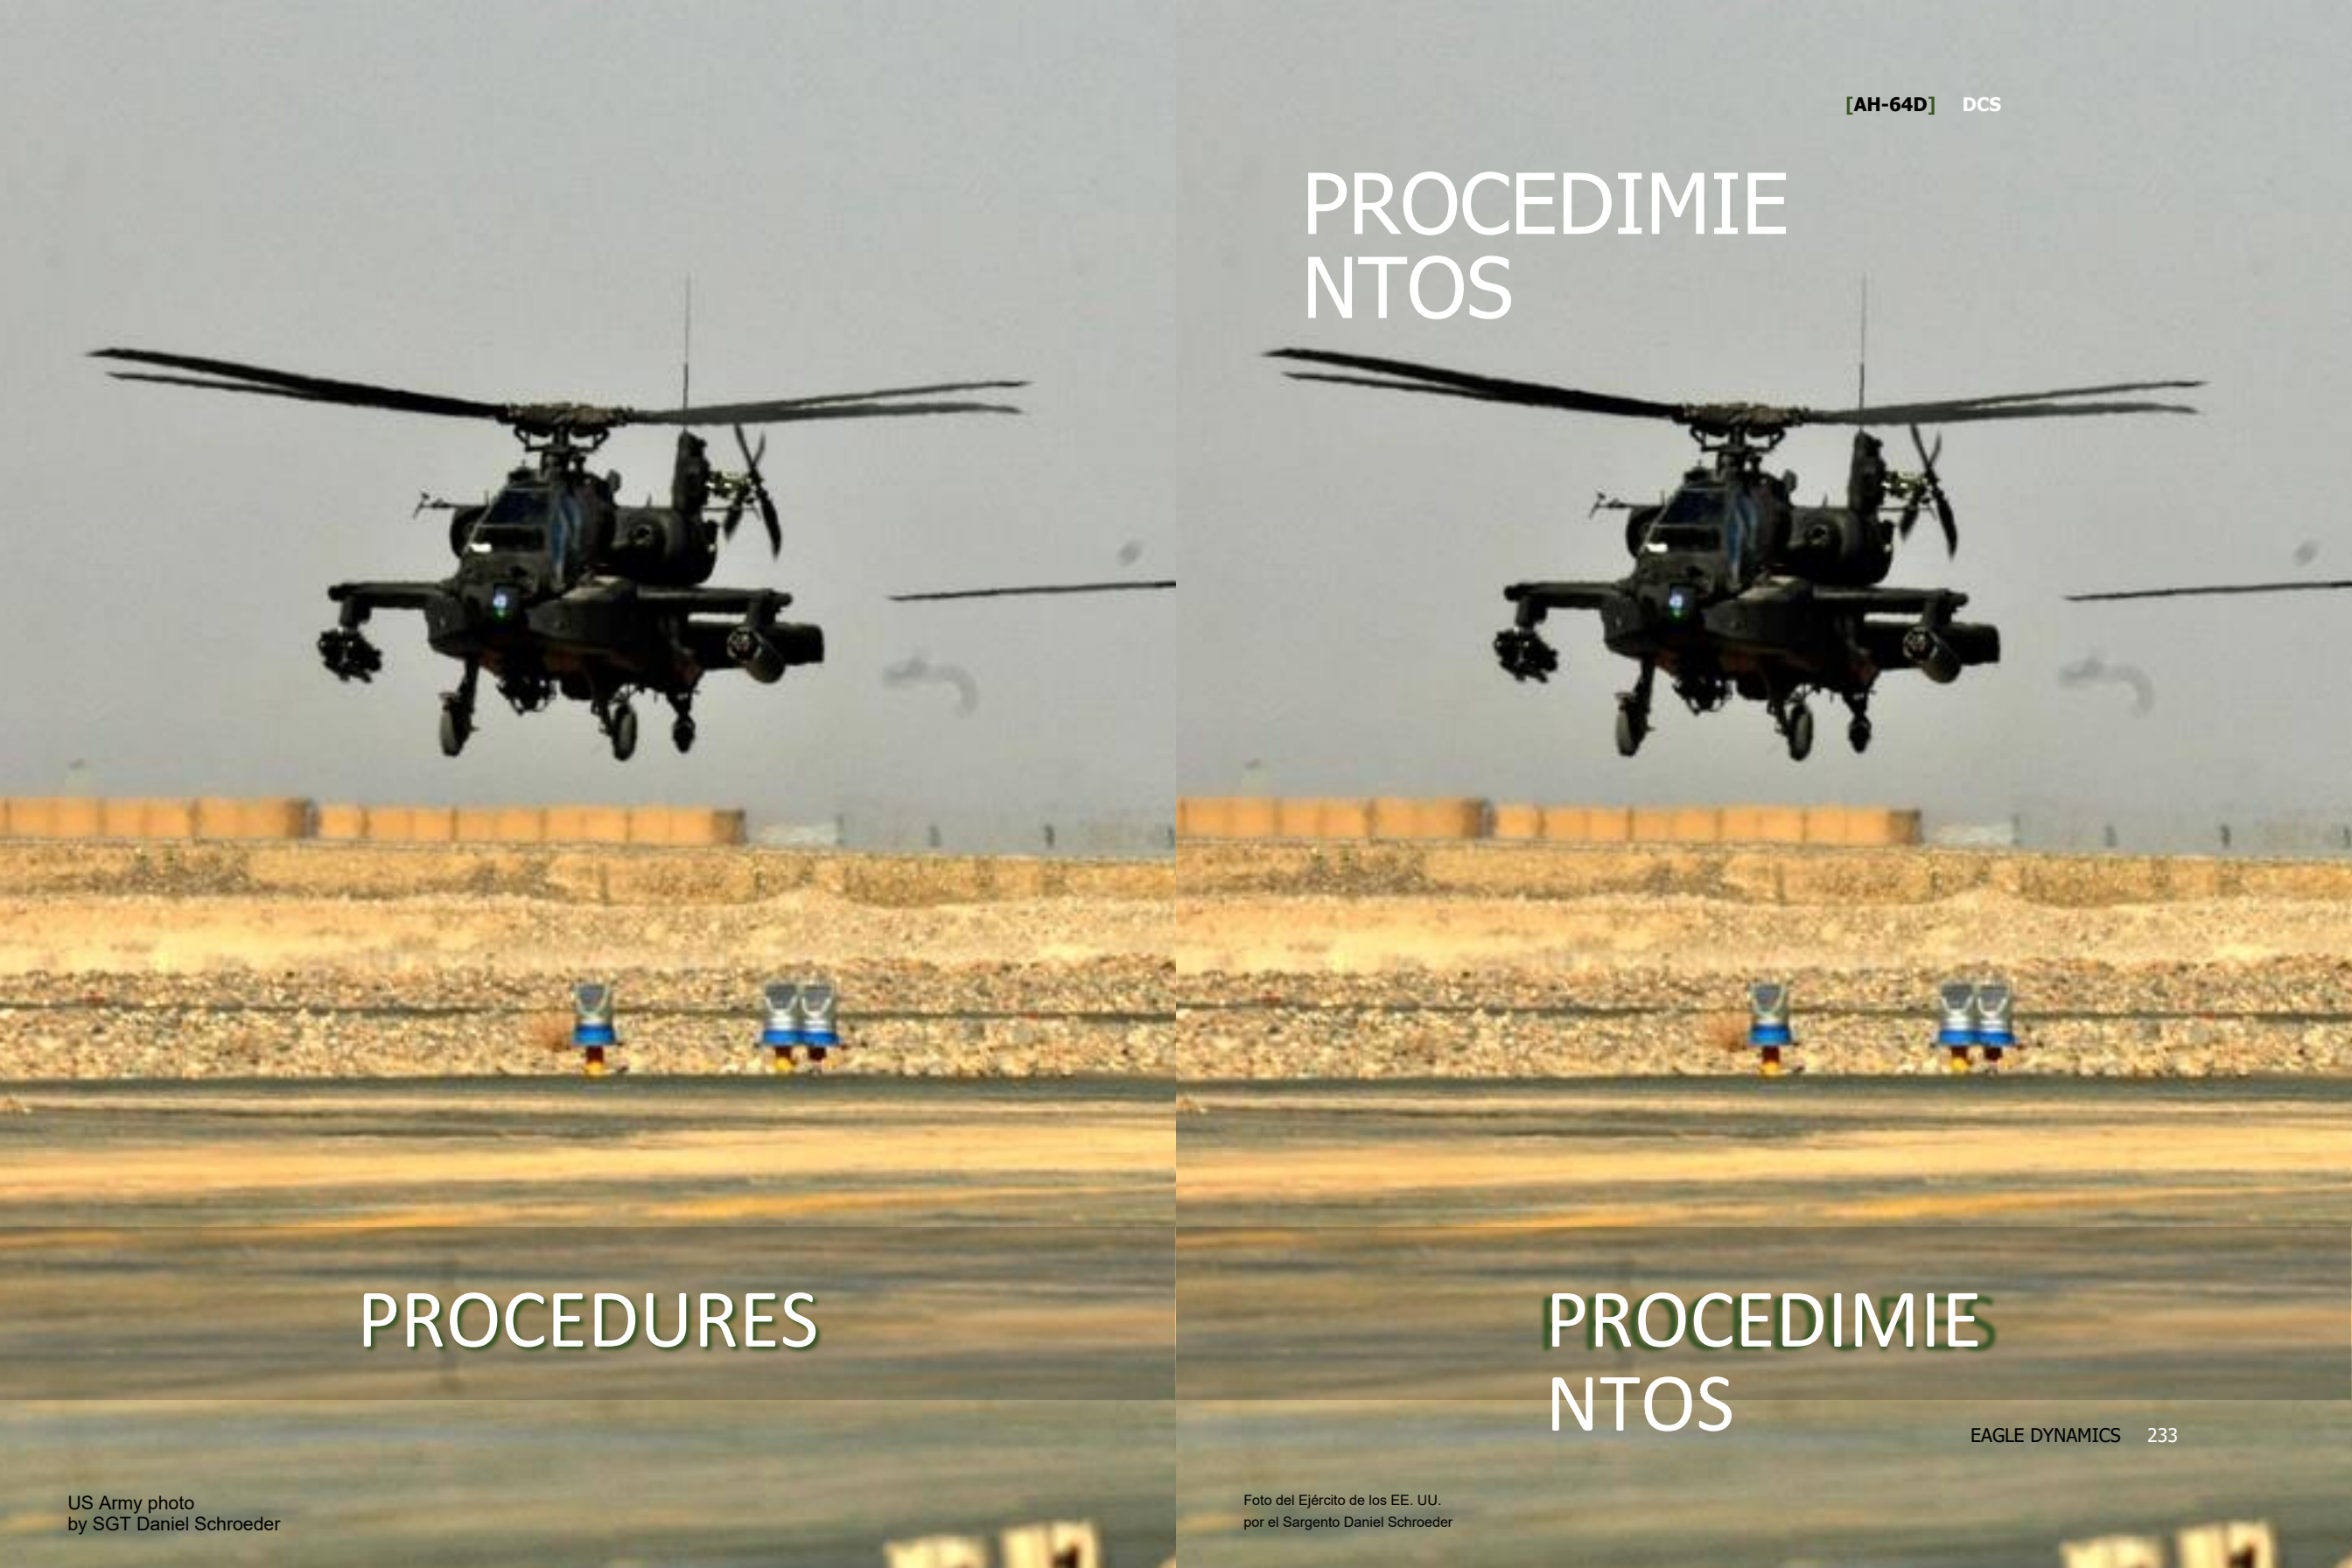 PROCEDURES
US Army photo
by SGT Daniel Schroeder
[AH-64D] DCS
PROCEDIMIE
NTOS
PROCEDIMIE
NTOS
EAGLE DYNAMICS 233
Foto del Ejército de los EE. UU.
por el Sargento Daniel Schroeder